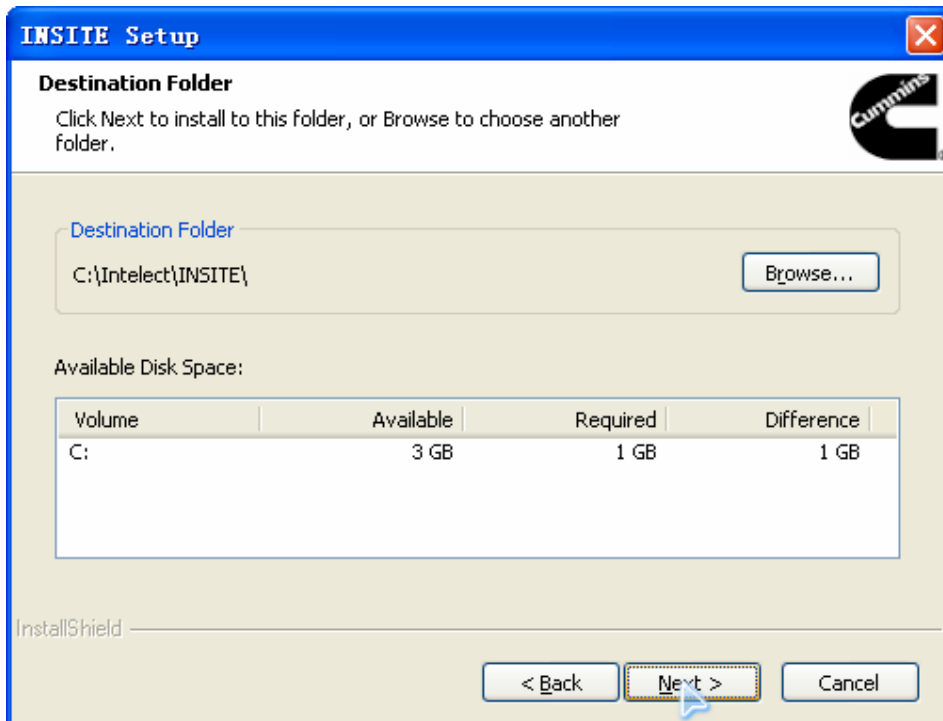 INSITE Setup
Destination Folder
Click Next to install to this folder, or Browse to choose another
folder.
Cummins
Destination Folder
C:\Intelect\INSITE\
Browse...
Available Disk Space:
Volume Available Required Difference
C: 3 GB 1 GB 1 GB
InstallShield
< Back Next > Cancel